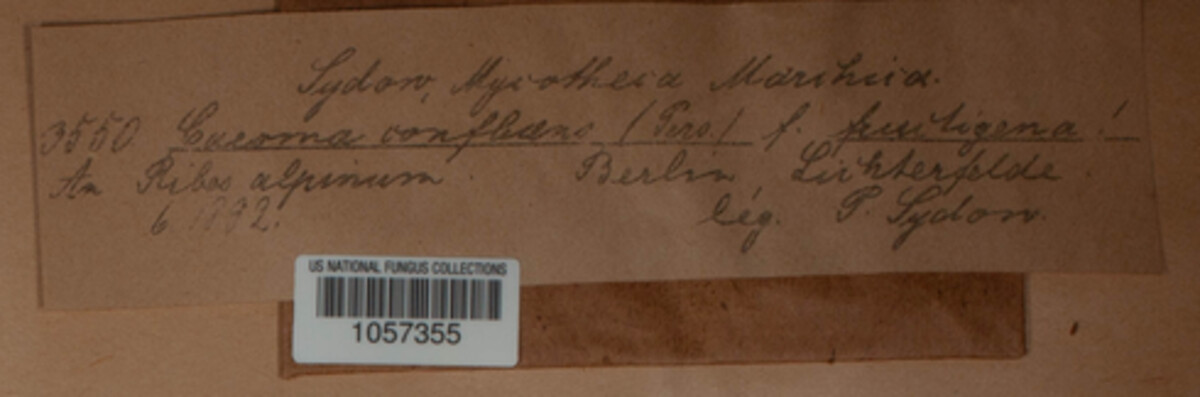 Sydow, Mycotheca Marchica.
3550 Caeoma confluens (Pers.) f. fructigena!
An Ribes alpinum. Berlin, Lichterfelde.
6. 1892. leg. P. Sydow.
US NATIONAL FUNGUS COLLECTIONS
1057355